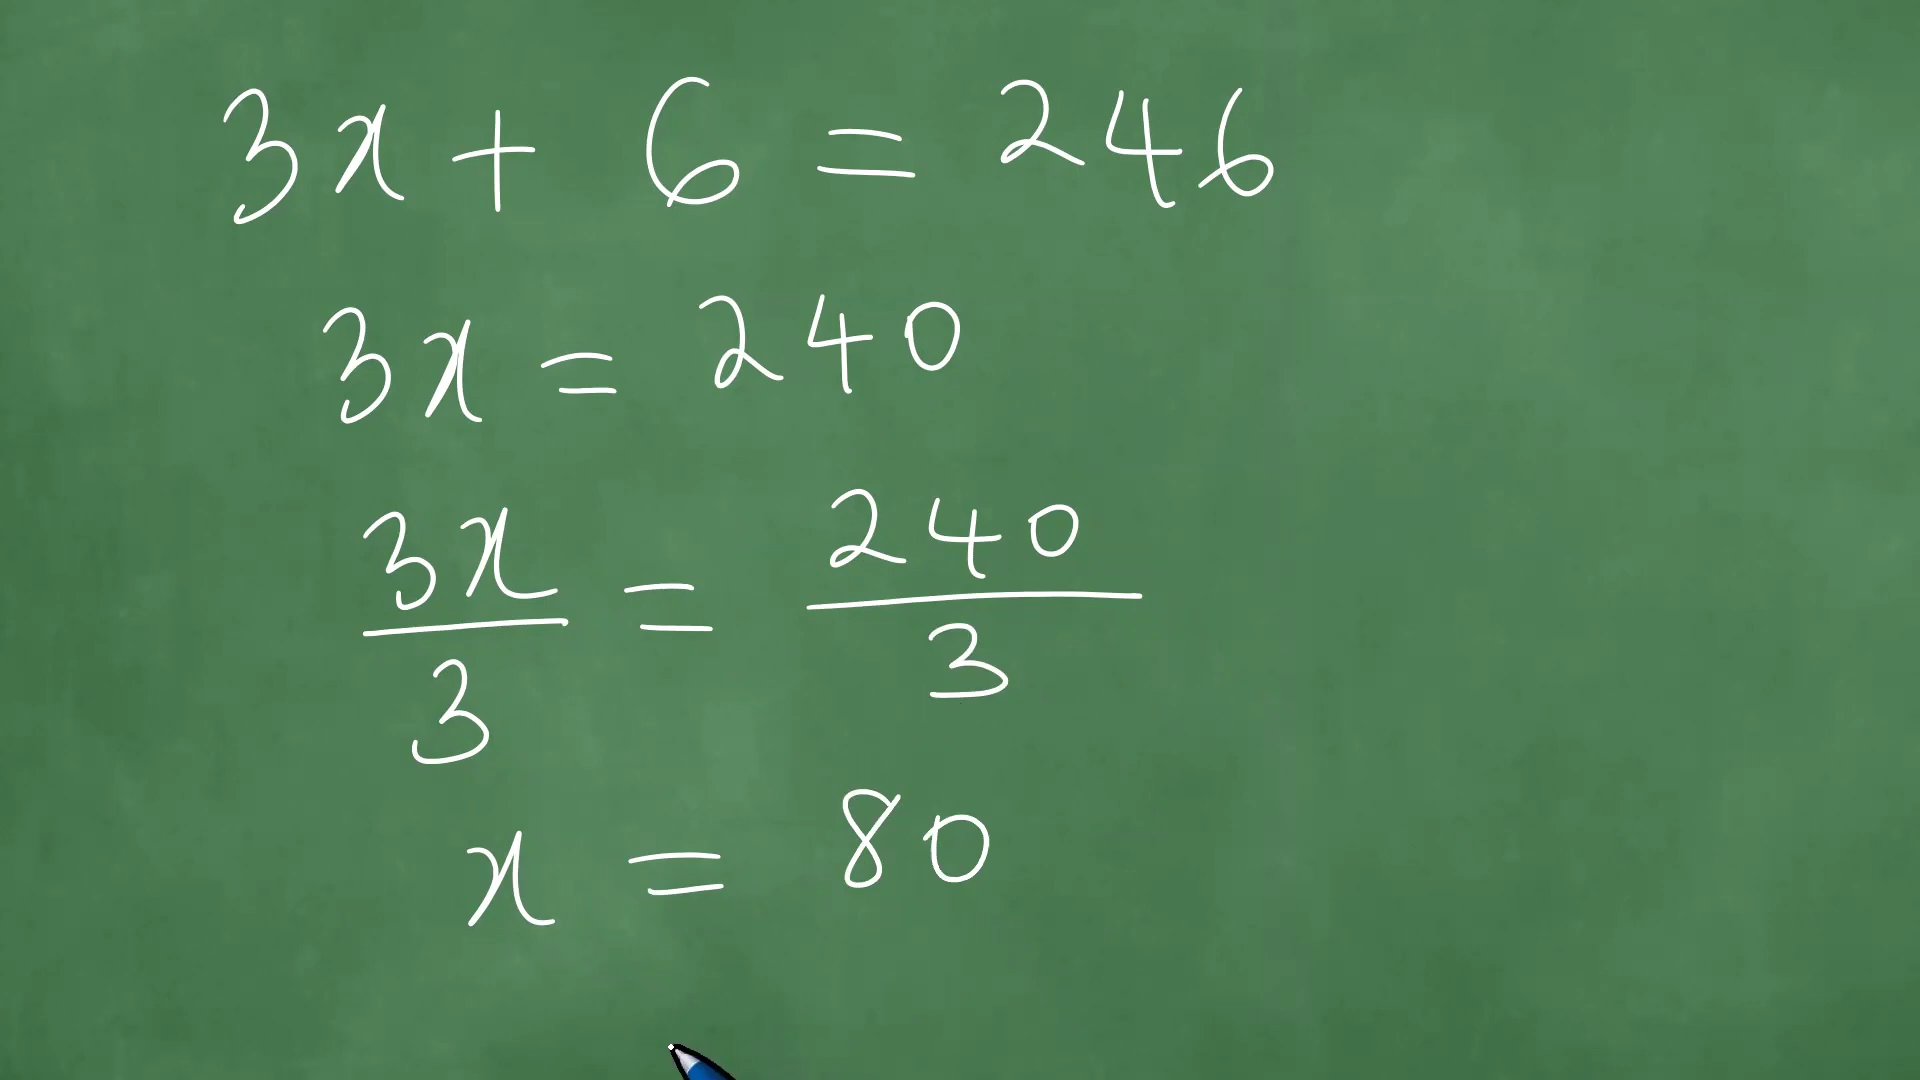 3x + 6 = 246
3x = 240
3x/3 = 240/3
x = 80